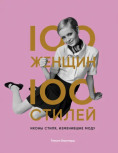 100
ЖЕНЩИН
100
СТИЛЕЙ
ИКОНЫ СТИЛЯ, ИЗМЕНИВШИЕ МОДУ